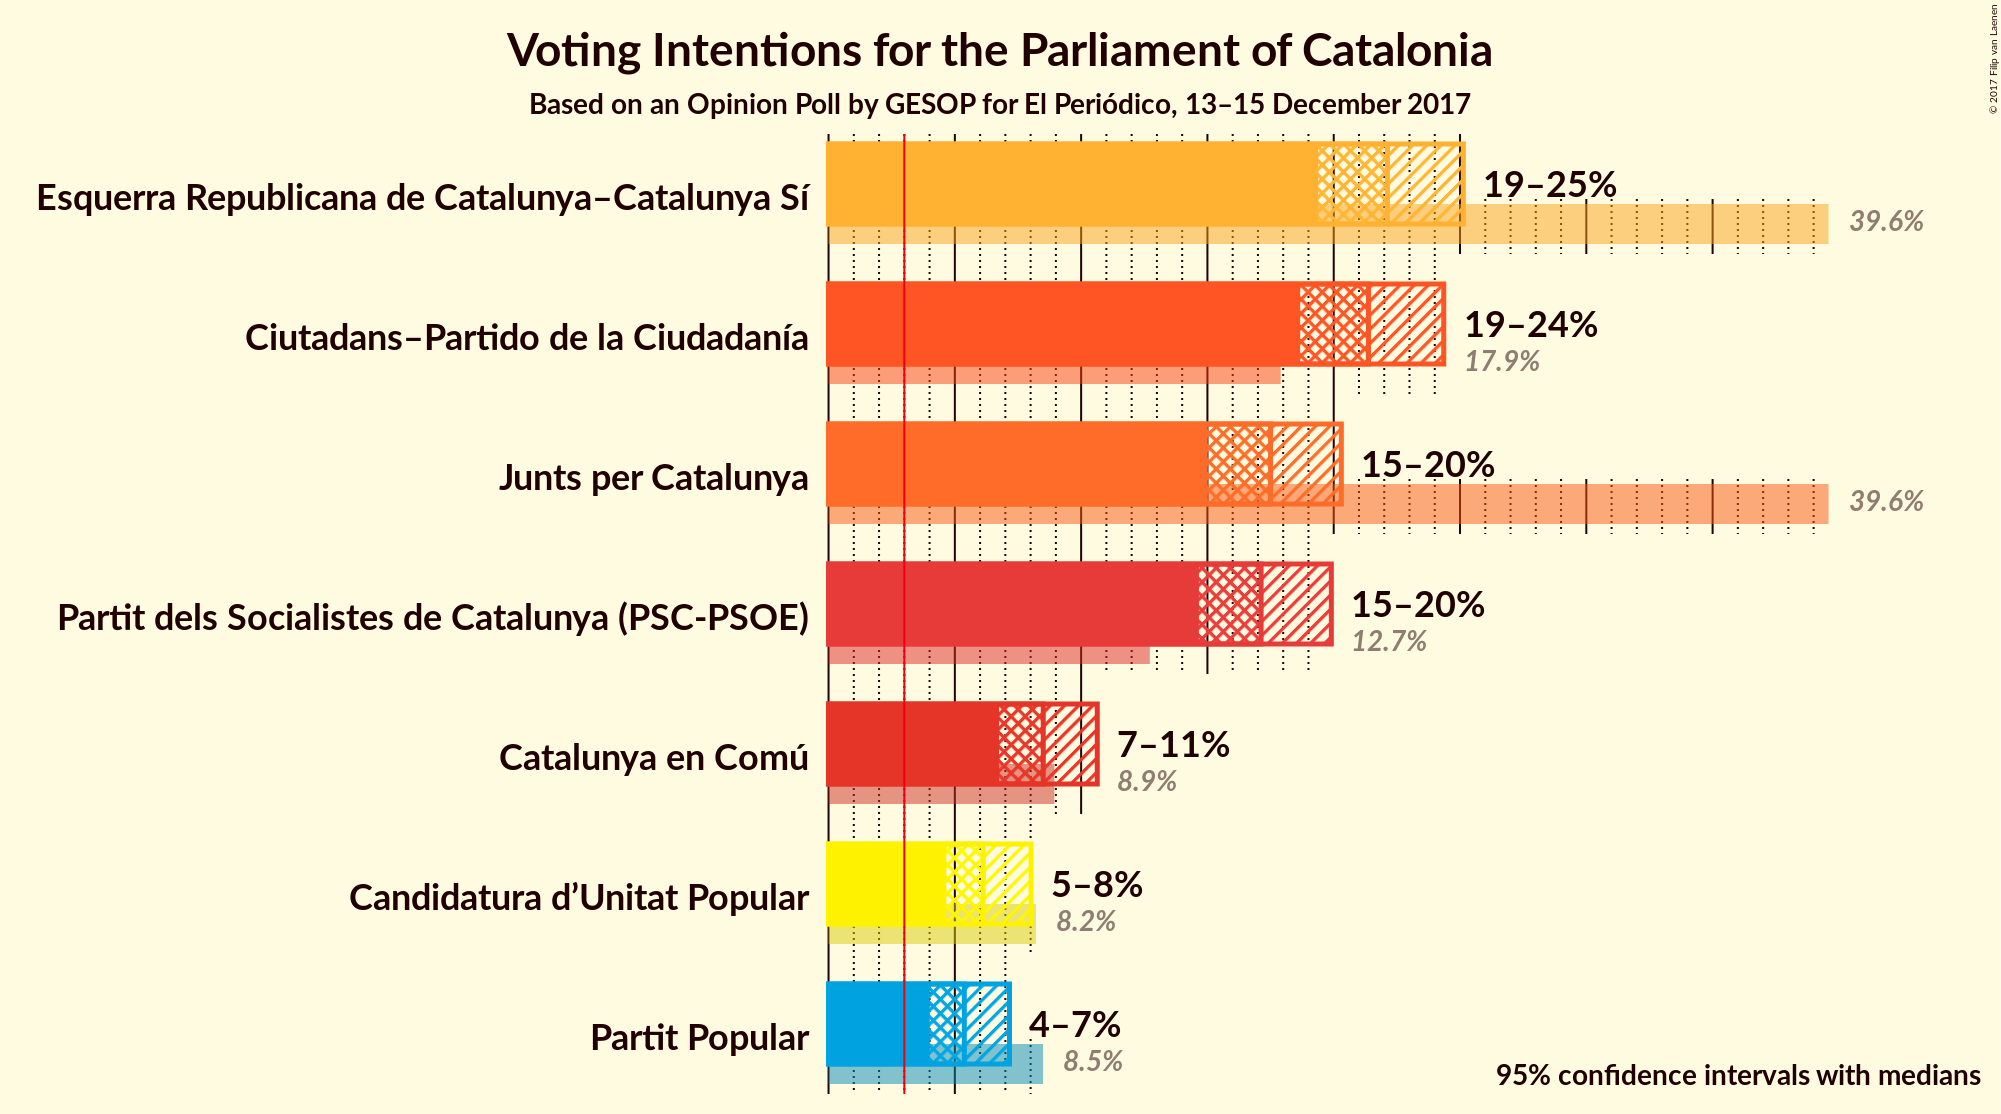 Voting Intentions for the Parliament of Catalonia
Based on an Opinion Poll by GESOP for El Periódico, 13–15 December 2017
© 2017 Filip van Laenen
Esquerra Republicana de Catalunya–Catalunya Sí
19–25%
39.6%
Ciutadans–Partido de la Ciudadanía
19–24%
17.9%
Junts per Catalunya
15–20%
39.6%
Partit dels Socialistes de Catalunya (PSC-PSOE)
15–20%
12.7%
Catalunya en Comú
7–11%
8.9%
Candidatura d’Unitat Popular
5–8%
8.2%
Partit Popular
4–7%
8.5%
95% confidence intervals with medians